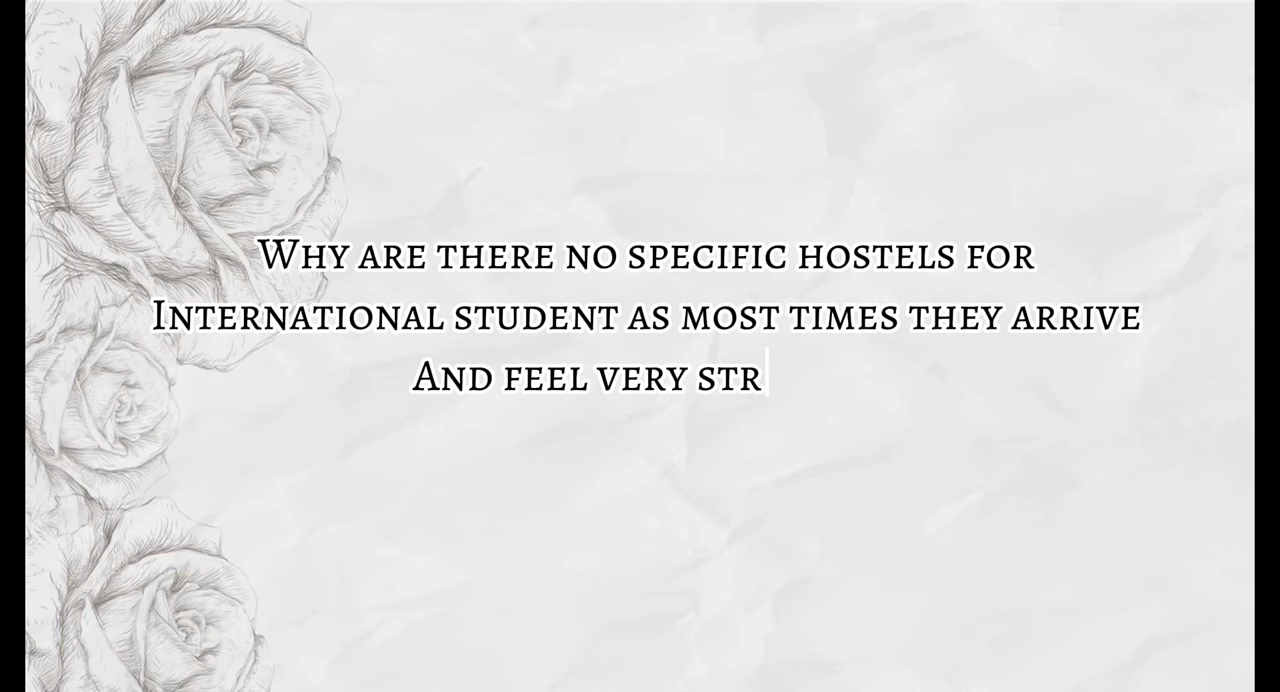 Why are there no specific hostels for
International student as most times they arrive
And feel very str